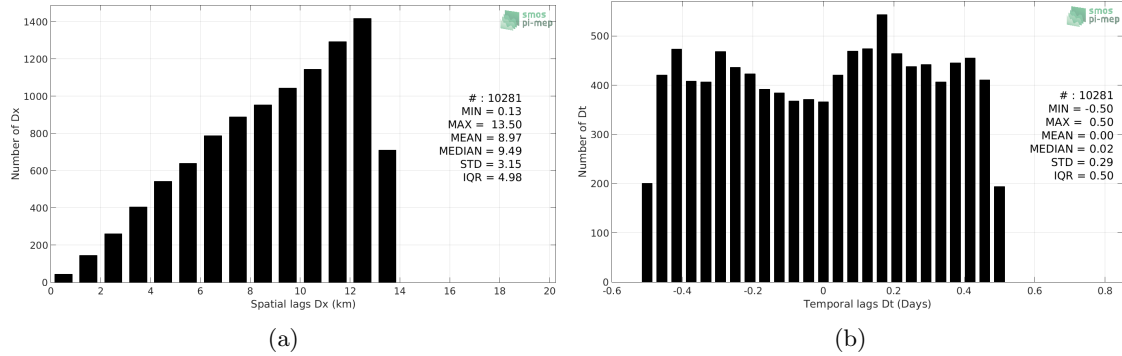 smos
pi-mep
1400
1200
1000
800
600
400
200
0
Number of Dx
# : 10281
MIN = 0.13
MAX = 13.50
MEAN = 8.97
MEDIAN = 9.49
STD = 3.15
IQR = 4.98
0 2 4 6 8 10 12 14 16 18 20
Spatial lags Dx (km)
(a)
smos
pi-mep
500
400
300
200
100
0
Number of Dt
# : 10281
MIN = -0.50
MAX = 0.50
MEAN = 0.00
MEDIAN = 0.02
STD = 0.29
IQR = 0.50
-0.6 -0.4 -0.2 0 0.2 0.4 0.6 0.8
Temporal lags Dt (Days)
(b)